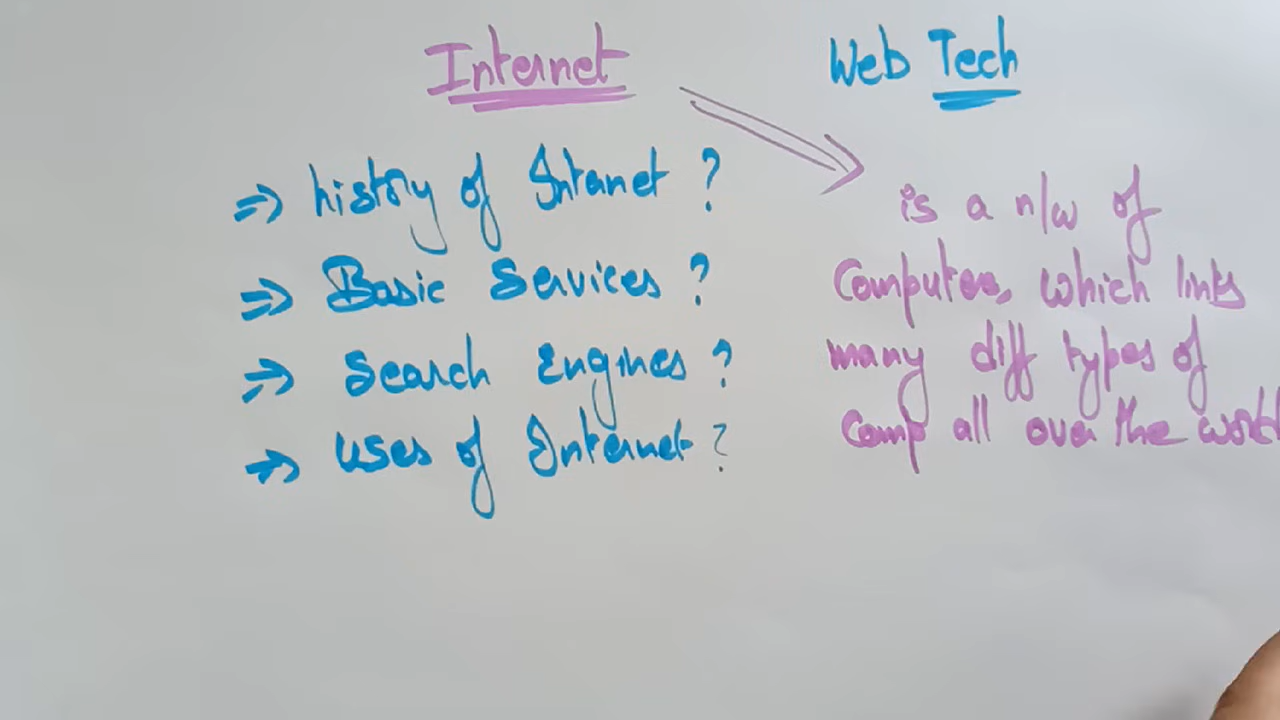 Internet
Web Tech
⇒ history of Internet ?
⇒ Basic Services ?
⇒ Search Engines ?
⇒ uses of Internet ?
is a n/w of
Computers, which links
many diff types of
Comp all over the world